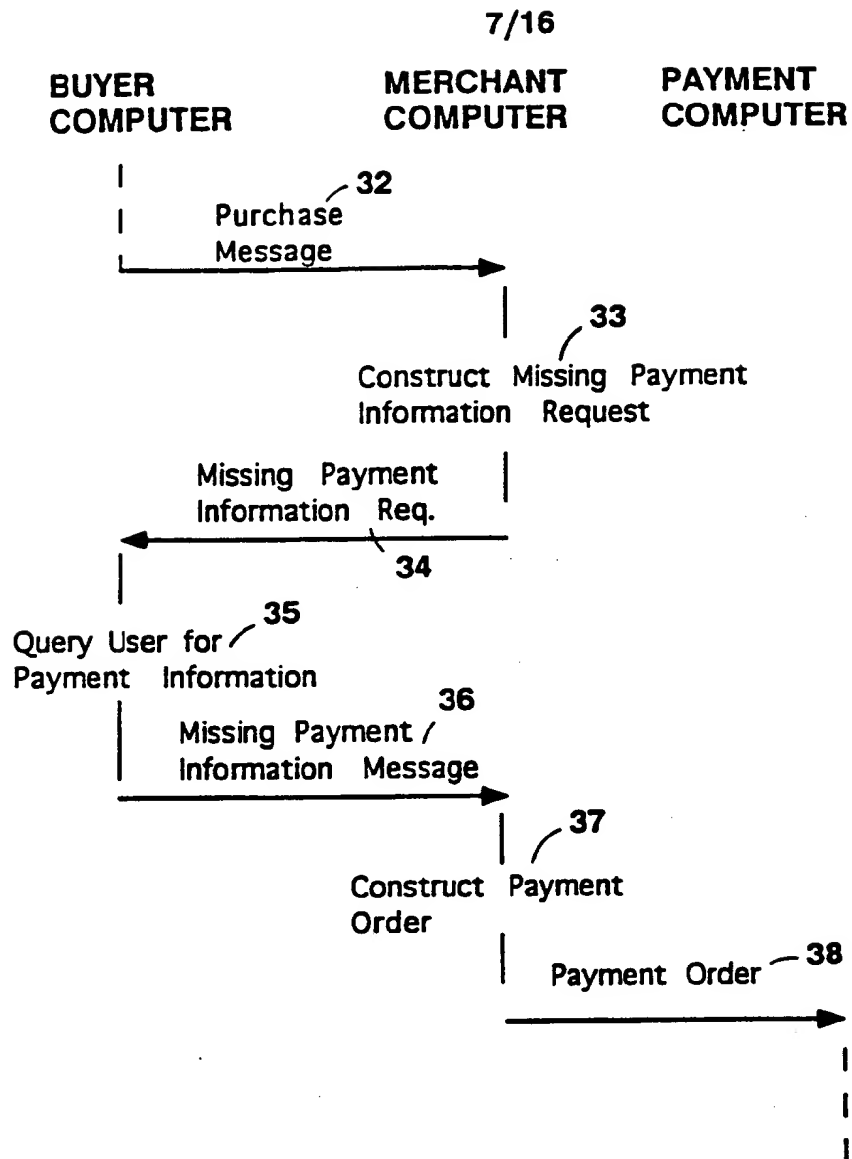 7/16
BUYER
COMPUTER
MERCHANT
COMPUTER
PAYMENT
COMPUTER
32
Purchase
Message
33
Construct Missing Payment
Information Request
Missing Payment
Information Req.
34
35
Query User for
Payment Information
36
Missing Payment
Information Message
37
Construct Payment
Order
38
Payment Order